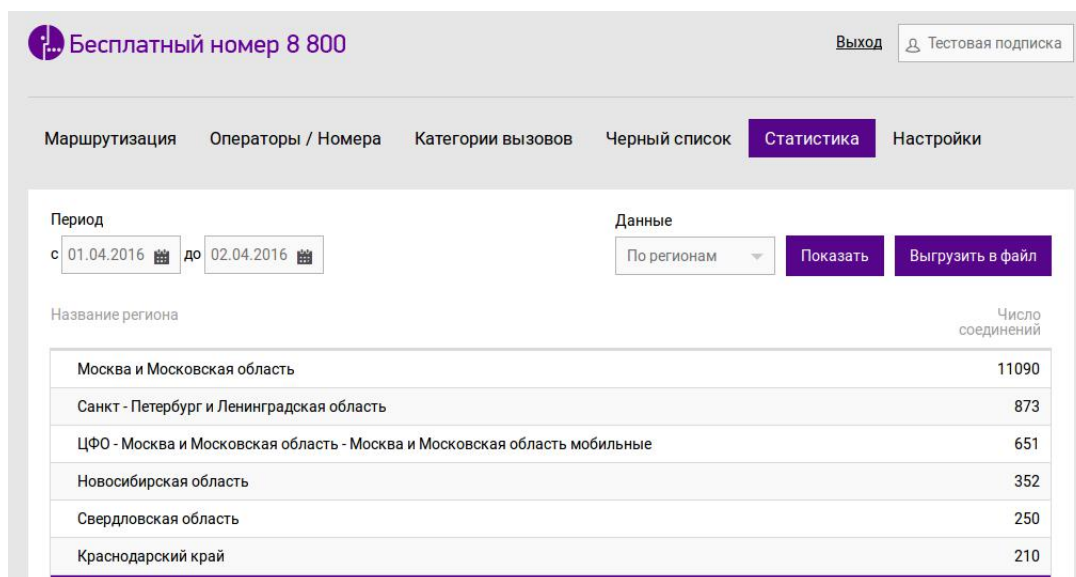 Бесплатный номер 8 800
Выход
Тестовая подписка
Маршрутизация Операторы / Номера Категории вызовов Черный список Статистика Настройки
Период
Данные
с 01.04.2016 до 02.04.2016
По регионам Показать Выгрузить в файл
Название региона
Число
соединений
Москва и Московская область 11090
Санкт - Петербург и Ленинградская область 873
ЦФО - Москва и Московская область - Москва и Московская область мобильные 651
Новосибирская область 352
Свердловская область 250
Краснодарский край 210